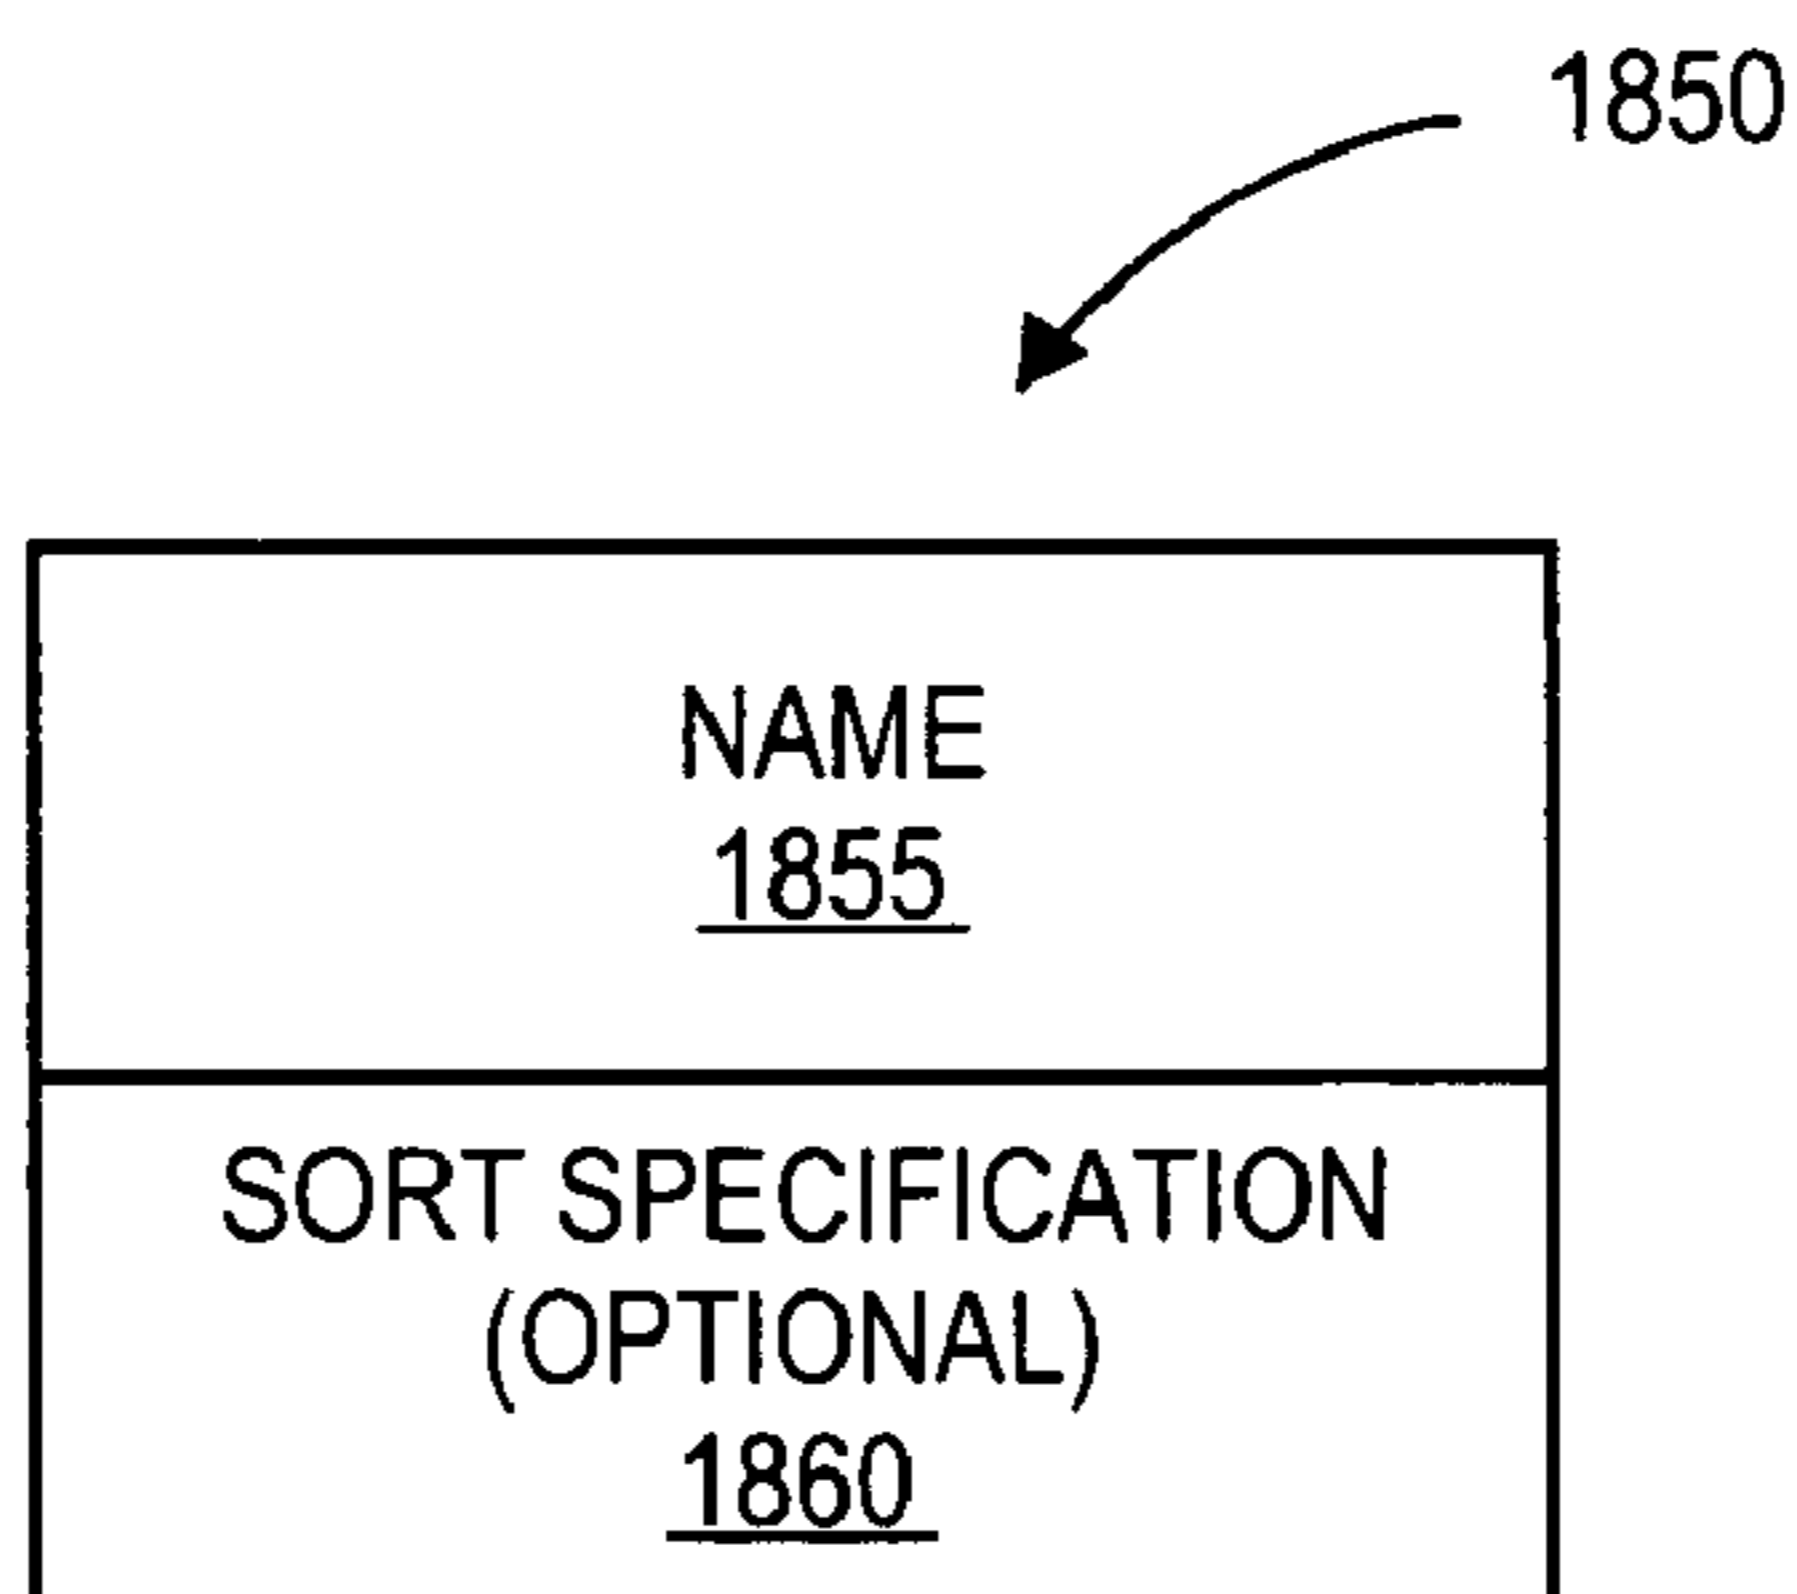 1850
NAME
1855
SORT SPECIFICATION
(OPTIONAL)
1860